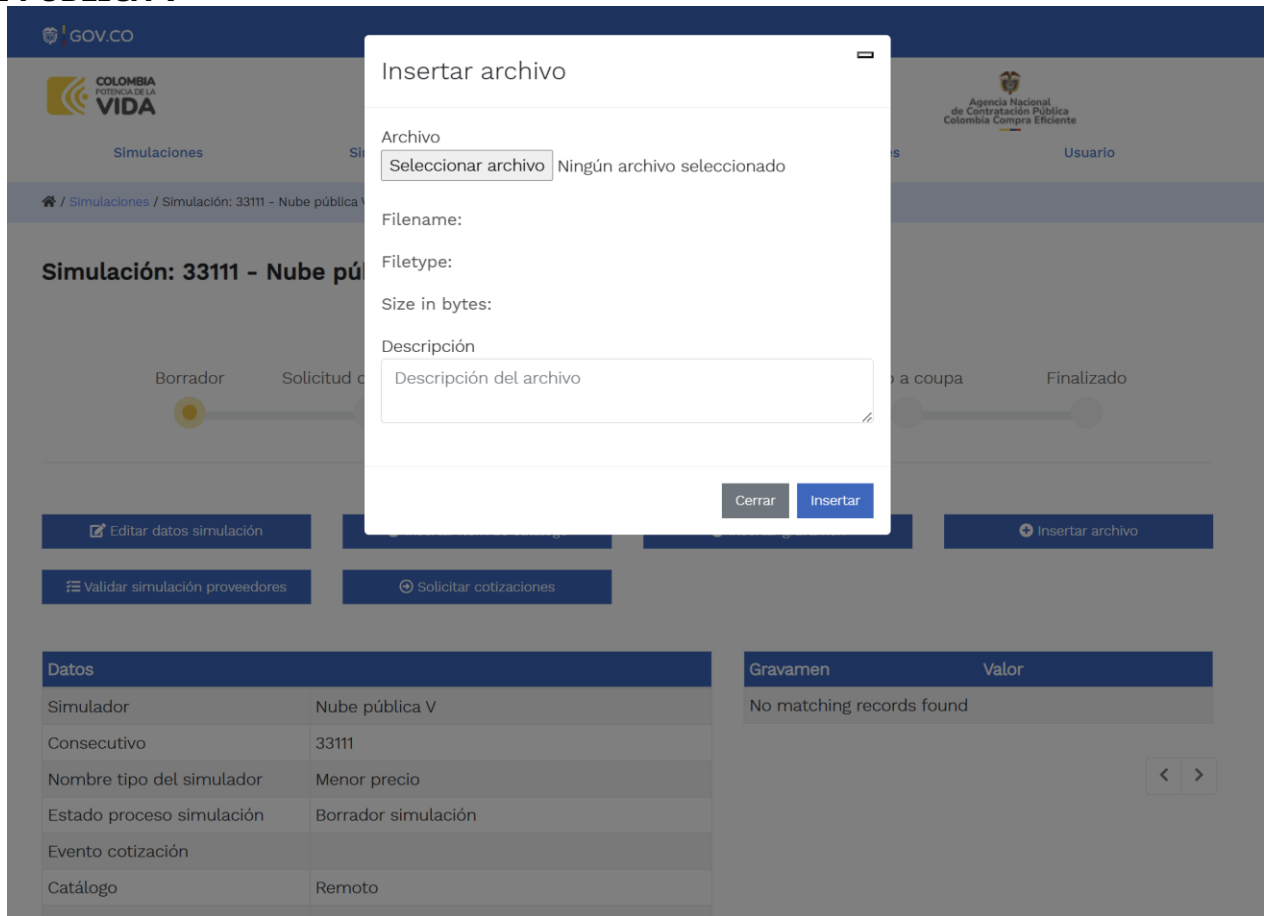 GOV.CO
COLOMBIA
POTENCIA DE LA
VIDA
Agencia Nacional
de Contratación Pública
Colombia Compra Eficiente
Simulaciones
Usuario
/ Simulaciones / Simulación: 33111 - Nube pública
Simulación: 33111 - Nube
Insertar archivo
Archivo
Seleccionar archivo Ningún archivo seleccionado
Filename:
Filetype:
Size in bytes:
Descripción
Descripción del archivo
Cerrar Insertar
Borrador Solicitud a coupa Finalizado
Editar datos simulación Insertar archivo
Validar simulación proveedores Solicitar cotizaciones
Datos
Simulador Nube pública V
Consecutivo 33111
Nombre tipo del simulador Menor precio
Estado proceso simulación Borrador simulación
Evento cotización
Catálogo Remoto
Gravamen Valor
No matching records found